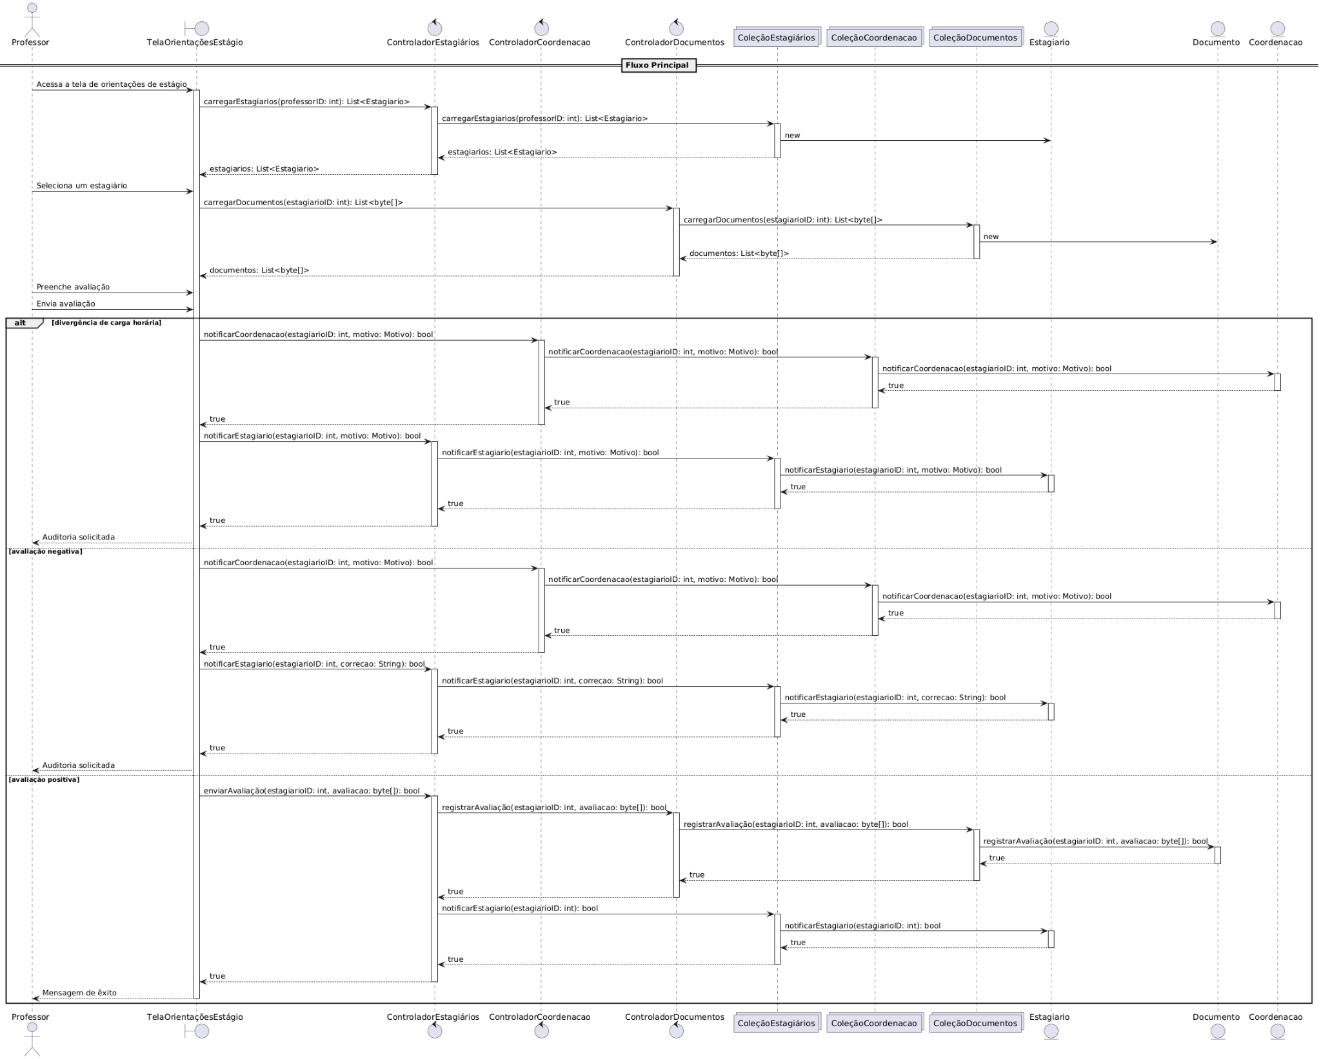 Professor
TelaOrientaçõesEstágio
ControladorEstagiários
ControladorCoordenacao
ControladorDocumentos
ColeçãoEstagiários
ColeçãoCoordenacao
ColeçãoDocumentos
Estagiario
Documento
Coordenacao
Fluxo Principal
Acessa a tela de orientações de estágio
carregarEstagiarios(professorID: int): List<Estagiario>
carregarEstagiarios(professorID: int): List<Estagiario>
new
estagiarios: List<Estagiario>
estagiarios: List<Estagiario>
Seleciona um estagiário
carregarDocumentos(estagiarioID: int): List<byte[]>
carregarDocumentos(estagiarioID: int): List<byte[]>
new
documentos: List<byte[]>
documentos: List<byte[]>
Preenche avaliação
Envia avaliação
alt [divergência de carga horária]
notificarCoordenacao(estagiarioID: int, motivo: Motivo): bool
notificarCoordenacao(estagiarioID: int, motivo: Motivo): bool
notificarCoordenacao(estagiarioID: int, motivo: Motivo): bool
true
true
true
notificarEstagiario(estagiarioID: int, motivo: Motivo): bool
notificarEstagiario(estagiarioID: int, motivo: Motivo): bool
notificarEstagiario(estagiarioID: int, motivo: Motivo): bool
true
true
true
Auditoria solicitada
[avaliação negativa]
notificarCoordenacao(estagiarioID: int, motivo: Motivo): bool
notificarCoordenacao(estagiarioID: int, motivo: Motivo): bool
notificarCoordenacao(estagiarioID: int, motivo: Motivo): bool
true
true
true
notificarEstagiario(estagiarioID: int, correcao: String): bool
notificarEstagiario(estagiarioID: int, correcao: String): bool
notificarEstagiario(estagiarioID: int, correcao: String): bool
true
true
true
Auditoria solicitada
[avaliação positiva]
enviarAvaliação(estagiarioID: int, avaliacao: byte[]): bool
registrarAvaliação(estagiarioID: int, avaliacao: byte[]): bool
registrarAvaliação(estagiarioID: int, avaliacao: byte[]): bool
registrarAvaliação(estagiarioID: int, avaliacao: byte[]): bool
true
true
true
notificarEstagiario(estagiarioID: int): bool
notificarEstagiario(estagiarioID: int): bool
true
true
true
Mensagem de êxito
Professor
TelaOrientaçõesEstágio
ControladorEstagiários
ControladorCoordenacao
ControladorDocumentos
ColeçãoEstagiários
ColeçãoCoordenacao
ColeçãoDocumentos
Estagiario
Documento
Coordenacao